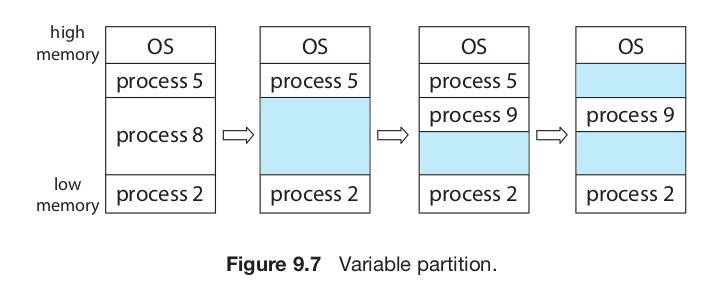 high
memory
low
memory
OS
process 5
process 8
process 2
OS
process 5
process 2
OS
process 5
process 9
process 2
OS
process 9
process 2
Figure 9.7 Variable partition.